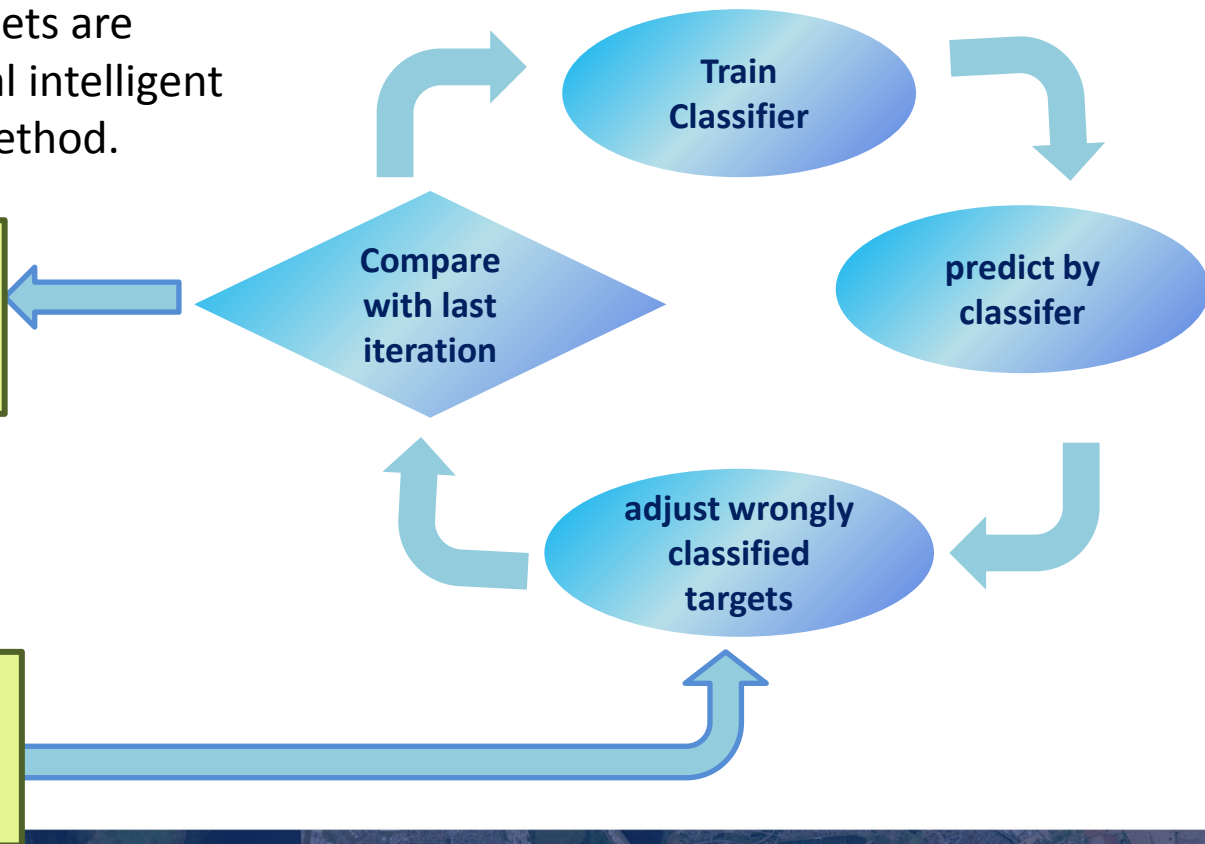 ets are
al intelligent
ethod.
Train
Classifier
Compare
with last
iteration
predict by
classifer
adjust wrongly
classified
targets